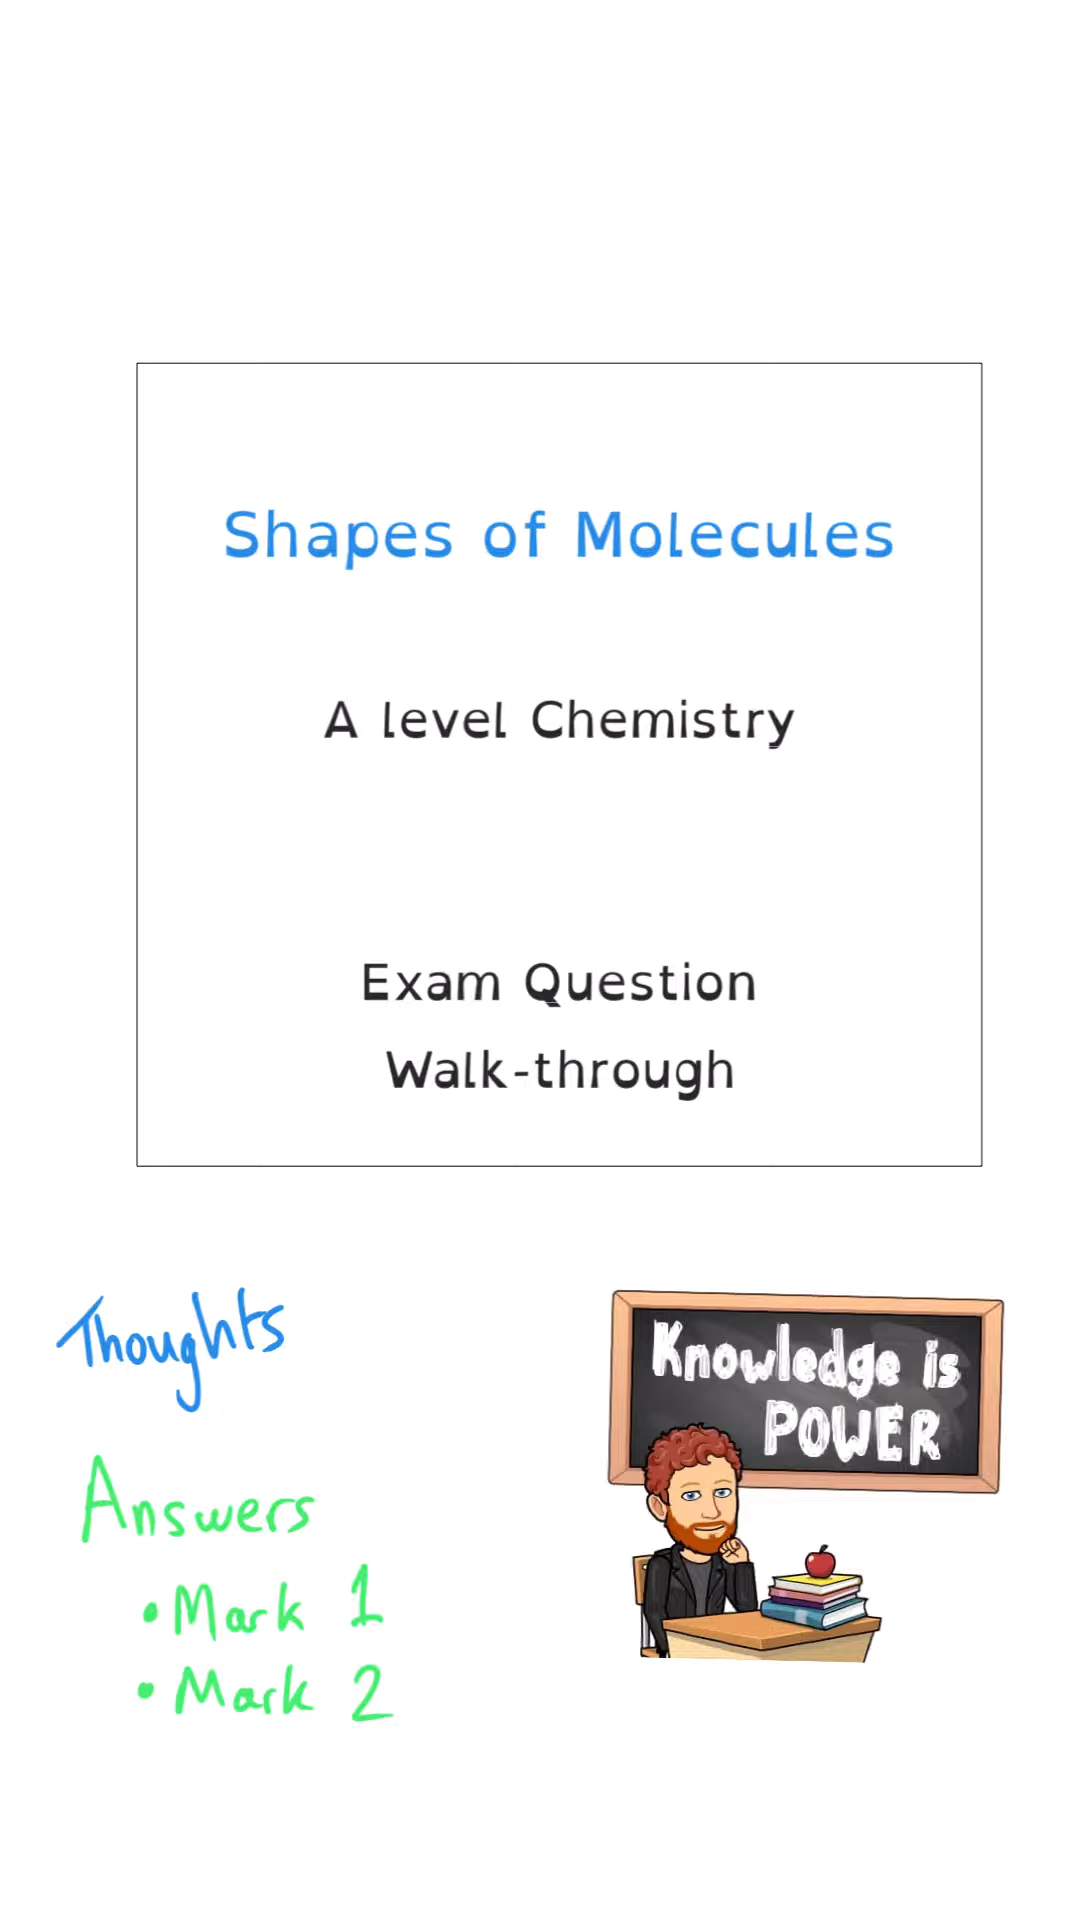 Shapes of Molecules
A level Chemistry
Exam Question
Walk-through
Thoughts
Answers
• Mark 1
• Mark 2
Knowledge is
POWER